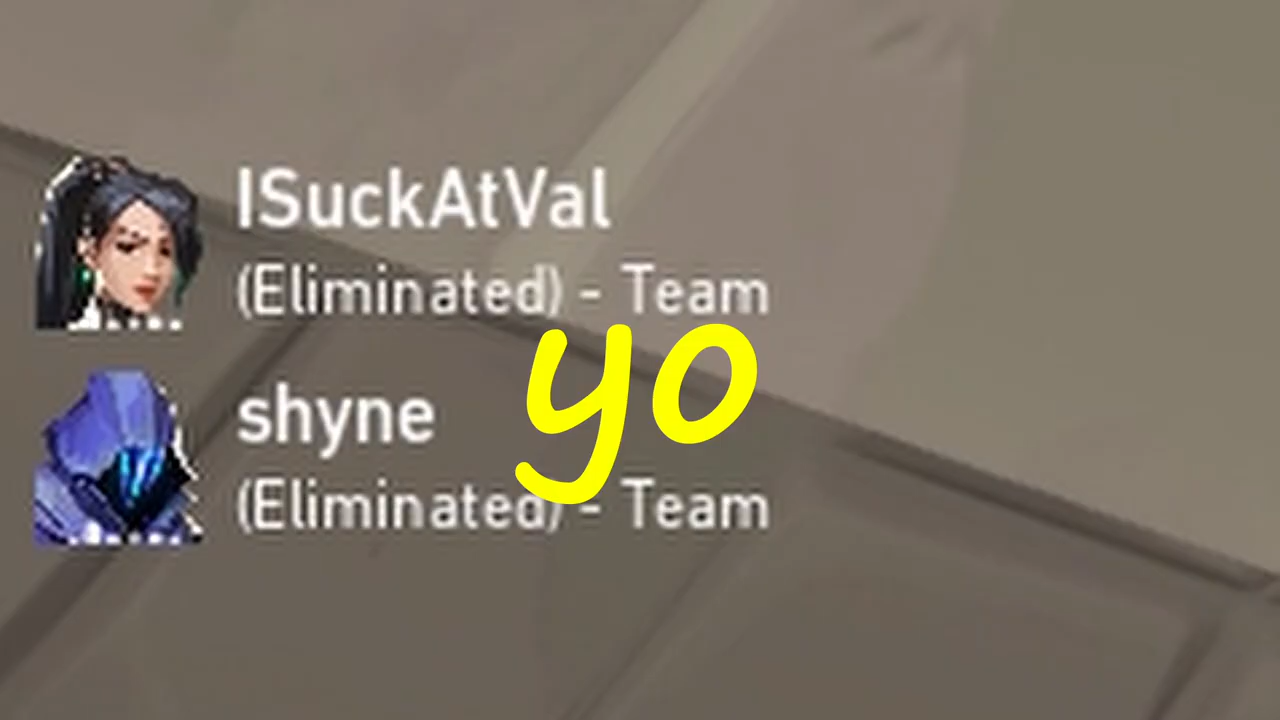 ISuckAtVal
(Eliminated) - Team
yo
shyne
(Eliminated) - Team